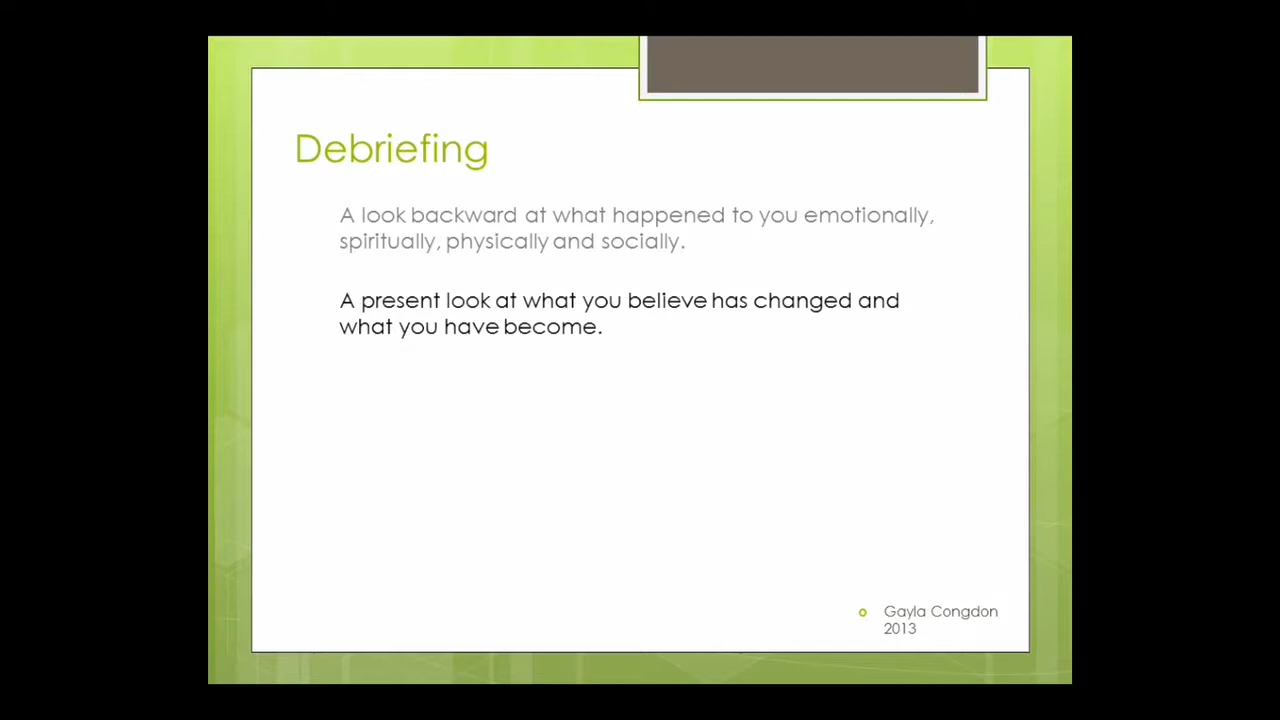 Debriefing
A look backward at what happened to you emotionally,
spiritually, physically and socially.
A present look at what you believe has changed and
what you have become.
Gayla Congdon
2013